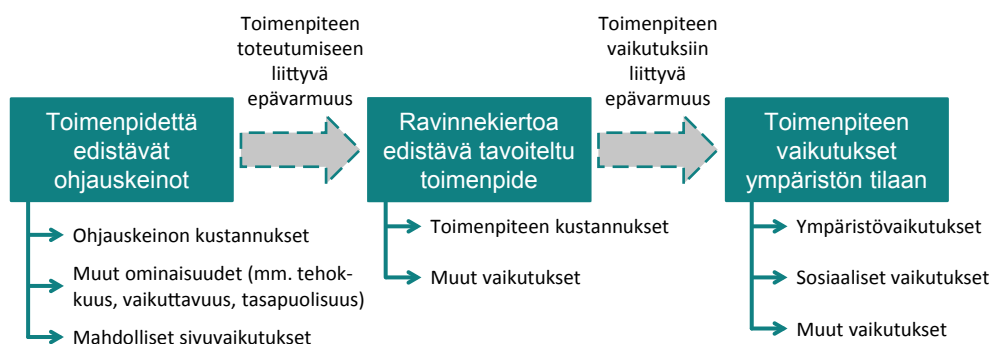 Toimenpiteen
toteutumiseen
liittyvä
epävarmuus
Toimenpiteen
vaikutuksiin
liittyvä
epävarmuus
Toimenpidettä
edistävät
ohjauskeinot
Ravinnekiertoa
edistävä tavoiteltu
toimenpide
Toimenpiteen
vaikutukset
ympäristön tilaan
Ohjauskeinon kustannukset
Muut ominaisuudet (mm. tehok-
kuus, vaikuttavuus, tasapuolisuus)
Mahdolliset sivuvaikutukset
Toimenpiteen kustannukset
Muut vaikutukset
Ympäristövaikutukset
Sosiaaliset vaikutukset
Muut vaikutukset